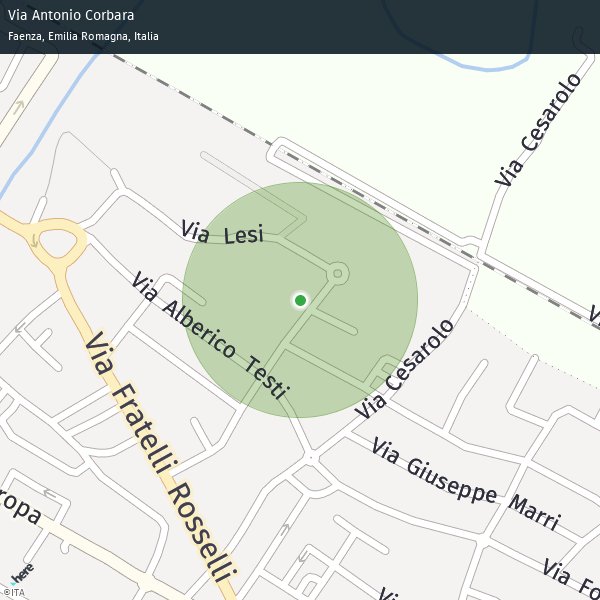 Via Antonio Corbara
Faenza, Emilia Romagna, Italia
Via Cesarolo
Via Lesi
Via Alberico Testi
Via Cesarolo
Via Fratelli Rosselli
Via Giuseppe Marri
ropa
Via Fo
Via
V
here
©ITA